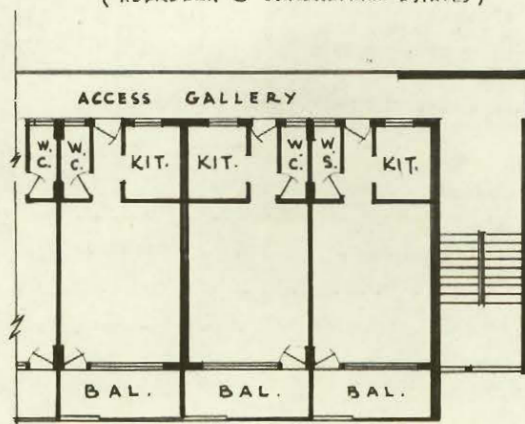 ACCESS GALLERY
W. W. W. W.
C. C. KIT. KIT. C. S. KIT.
BAL. BAL. BAL.